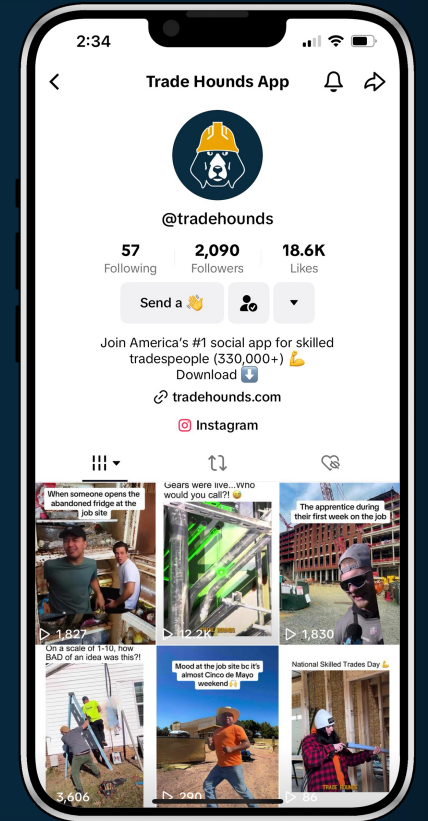 2:34
Trade Hounds App
@tradehounds
57
2,090
18.6K
Following
Followers
Likes
Send a 👋
Join America's #1 social app for skilled
tradespeople (330,000+) 💪
Download ⬇️
tradehounds.com
Instagram
When someone opens the
abandoned fridge at the
job site
1,827
Gears were live...Who
would you call?! 😅
12.2K
The apprentice during
their first week on the job
1,830
On a scale of 1-10, how
BAD of an idea was this?!
3,606
Mood at the job site bc it's
almost Cinco de Mayo
weekend🙌
290
National Skilled Trades Day 💪
TRADE HOUNDS
86